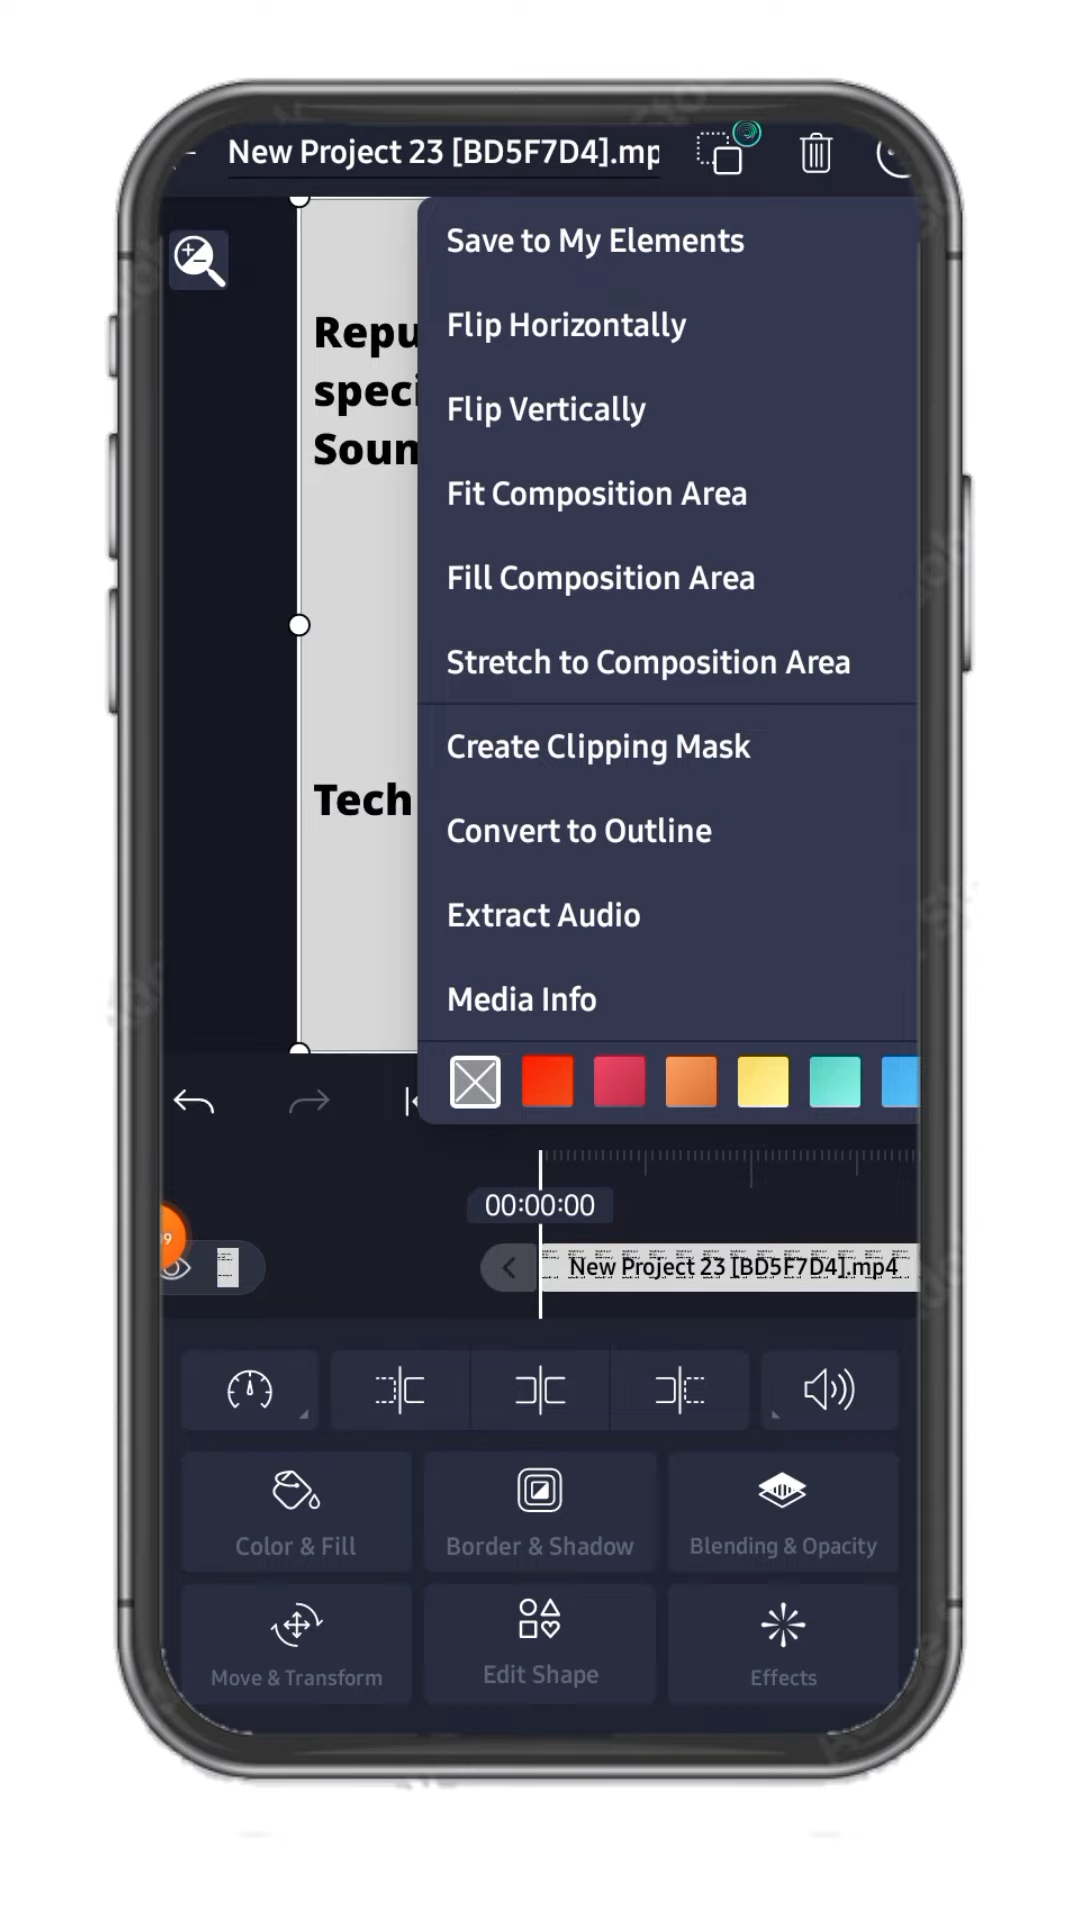 New Project 23 [BD5F7D4].mp
Save to My Elements
Flip Horizontally
Flip Vertically
Fit Composition Area
Fill Composition Area
Stretch to Composition Area
Create Clipping Mask
Convert to Outline
Extract Audio
Media Info
Repu
speci
Soun
Tech
00:00:00
New Project 23 [BD5F7D4].mp4
Color & Fill
Border & Shadow
Blending & Opacity
Move & Transform
Edit Shape
Effects